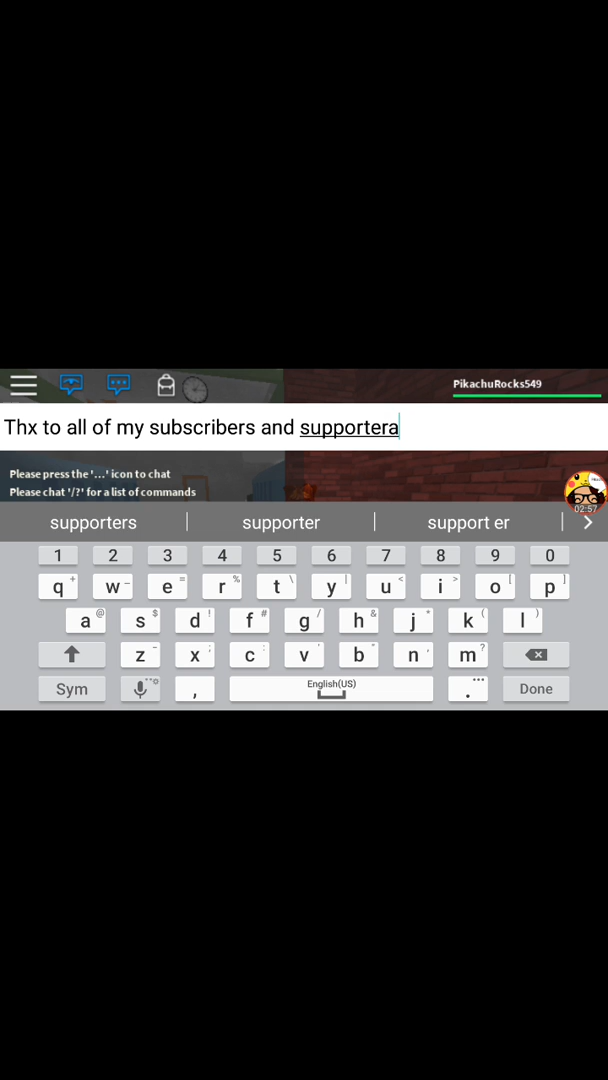 PikachuRocks549
Thx to all of my subscribers and supportera
Please press the '...' icon to chat
Please chat '/?' for a list of commands
02:57
supporters supporter support er
1 2 3 4 5 6 7 8 9 0
q + w – e = r % t \ y | u < i > o [ p ]
a @ s $ d ! f # g / h & j * k ( l )
z ~ x ; c : v ' b " n , m ?
Sym , English(US) . Done